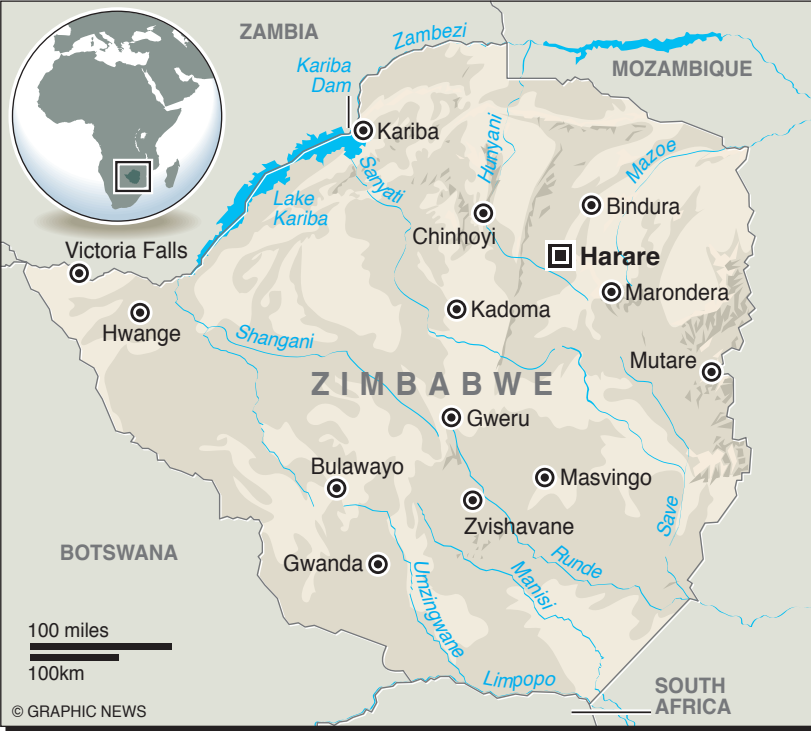 ZAMBIA
Zambezi
MOZAMBIQUE
Kariba
Dam
Kariba
Hunyani
Mazoe
Sanyati
Lake
Kariba
Bindura
Chinhoyi
Victoria Falls
Harare
Marondera
Kadoma
Hwange
Shangani
Mutare
ZIMBABWE
Gweru
Bulawayo
Masvingo
Zvishavane
Save
BOTSWANA
Gwanda
Runde
Manisi
Umzingwane
100 miles
100km
Limpopo
SOUTH
AFRICA
© GRAPHIC NEWS